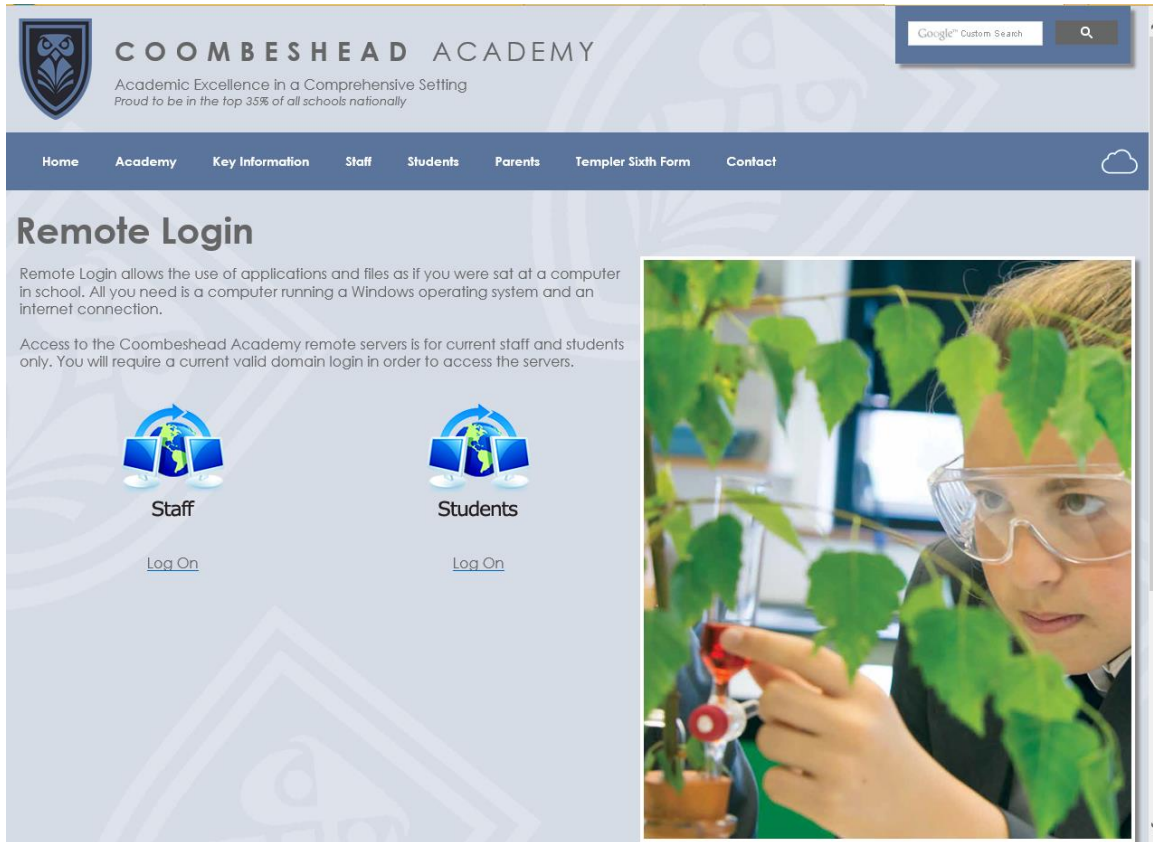 COOMBESHEAD ACADEMY
Academic Excellence in a Comprehensive Setting
Proud to be in the top 35% of all schools nationally
Google™ Custom Search
Home Academy Key Information Staff Students Parents Templer Sixth Form Contact
Remote Login
Remote Login allows the use of applications and files as if you were sat at a computer
in school. All you need is a computer running a Windows operating system and an
internet connection.
Access to the Coombeshead Academy remote servers is for current staff and students
only. You will require a current valid domain login in order to access the servers.
Staff Students
Log On Log On